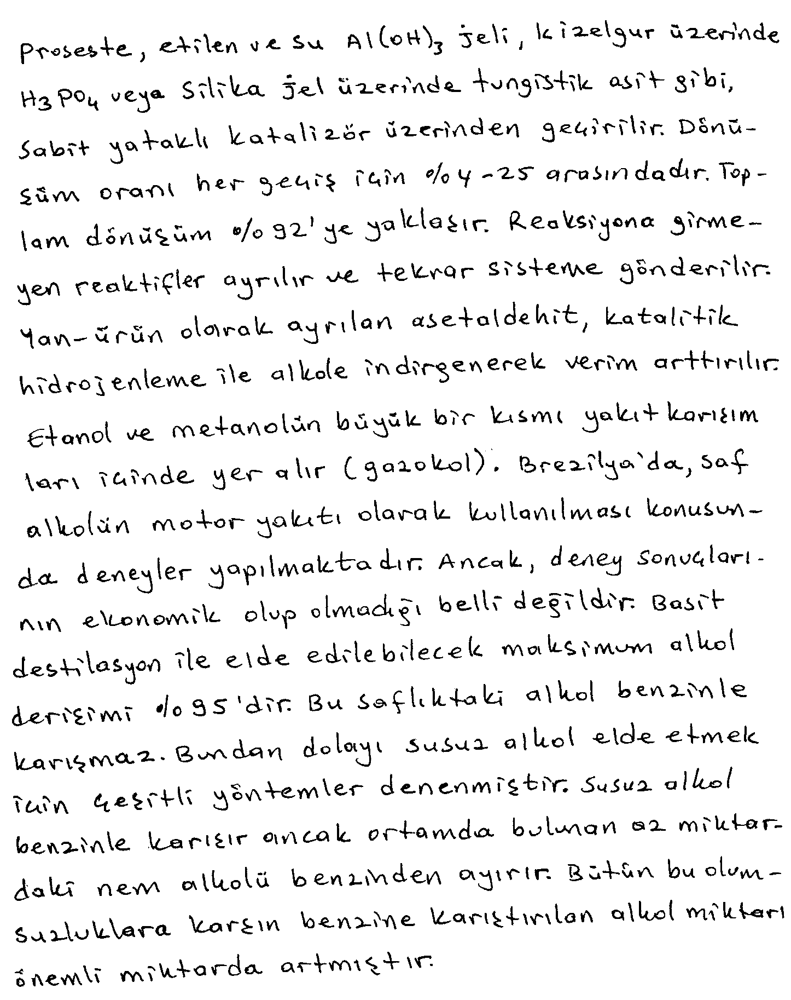 Proseste, etilen ve su Al(OH)₃ jeli, kizelgur üzerinde
H₃PO₄ veya Silika jel üzerinde tungistik asit gibi,
Sabit yataklı katalizör üzerinden geçirilir. Dönü-
şüm oranı her geçiş için %4-25 arasındadır. Top-
lam dönüşüm %92'ye yaklaşır. Reaksiyona girme-
yen reaktifler ayrılır ve tekrar sisteme gönderilir.
Yan-ürün olarak ayrılan asetaldehit, katalitik
hidrojenleme ile alkole indirgenerek verim arttırılır.
Etanol ve metanolün büyük bir kısmı yakıt karışım
ları içinde yer alır (gazokol). Brezilya'da, saf
alkolün motor yakıtı olarak kullanılması konusun-
da deneyler yapılmaktadır. Ancak, deney sonuçları-
nın ekonomik olup olmadığı belli değildir. Basit
destilasyon ile elde edilebilecek maksimum alkol
derişimi %95'dir. Bu saflıktaki alkol benzinle
karışmaz. Bundan dolayı susuz alkol elde etmek
için çeşitli yöntemler denenmiştir. Susuz alkol
benzinle karışır ancak ortamda bulunan az miktar-
daki nem alkolü benzinden ayırır. Bütün bu olum-
suzluklara karşın benzine karıştırılan alkol miktarı
önemli miktarda artmıştır.